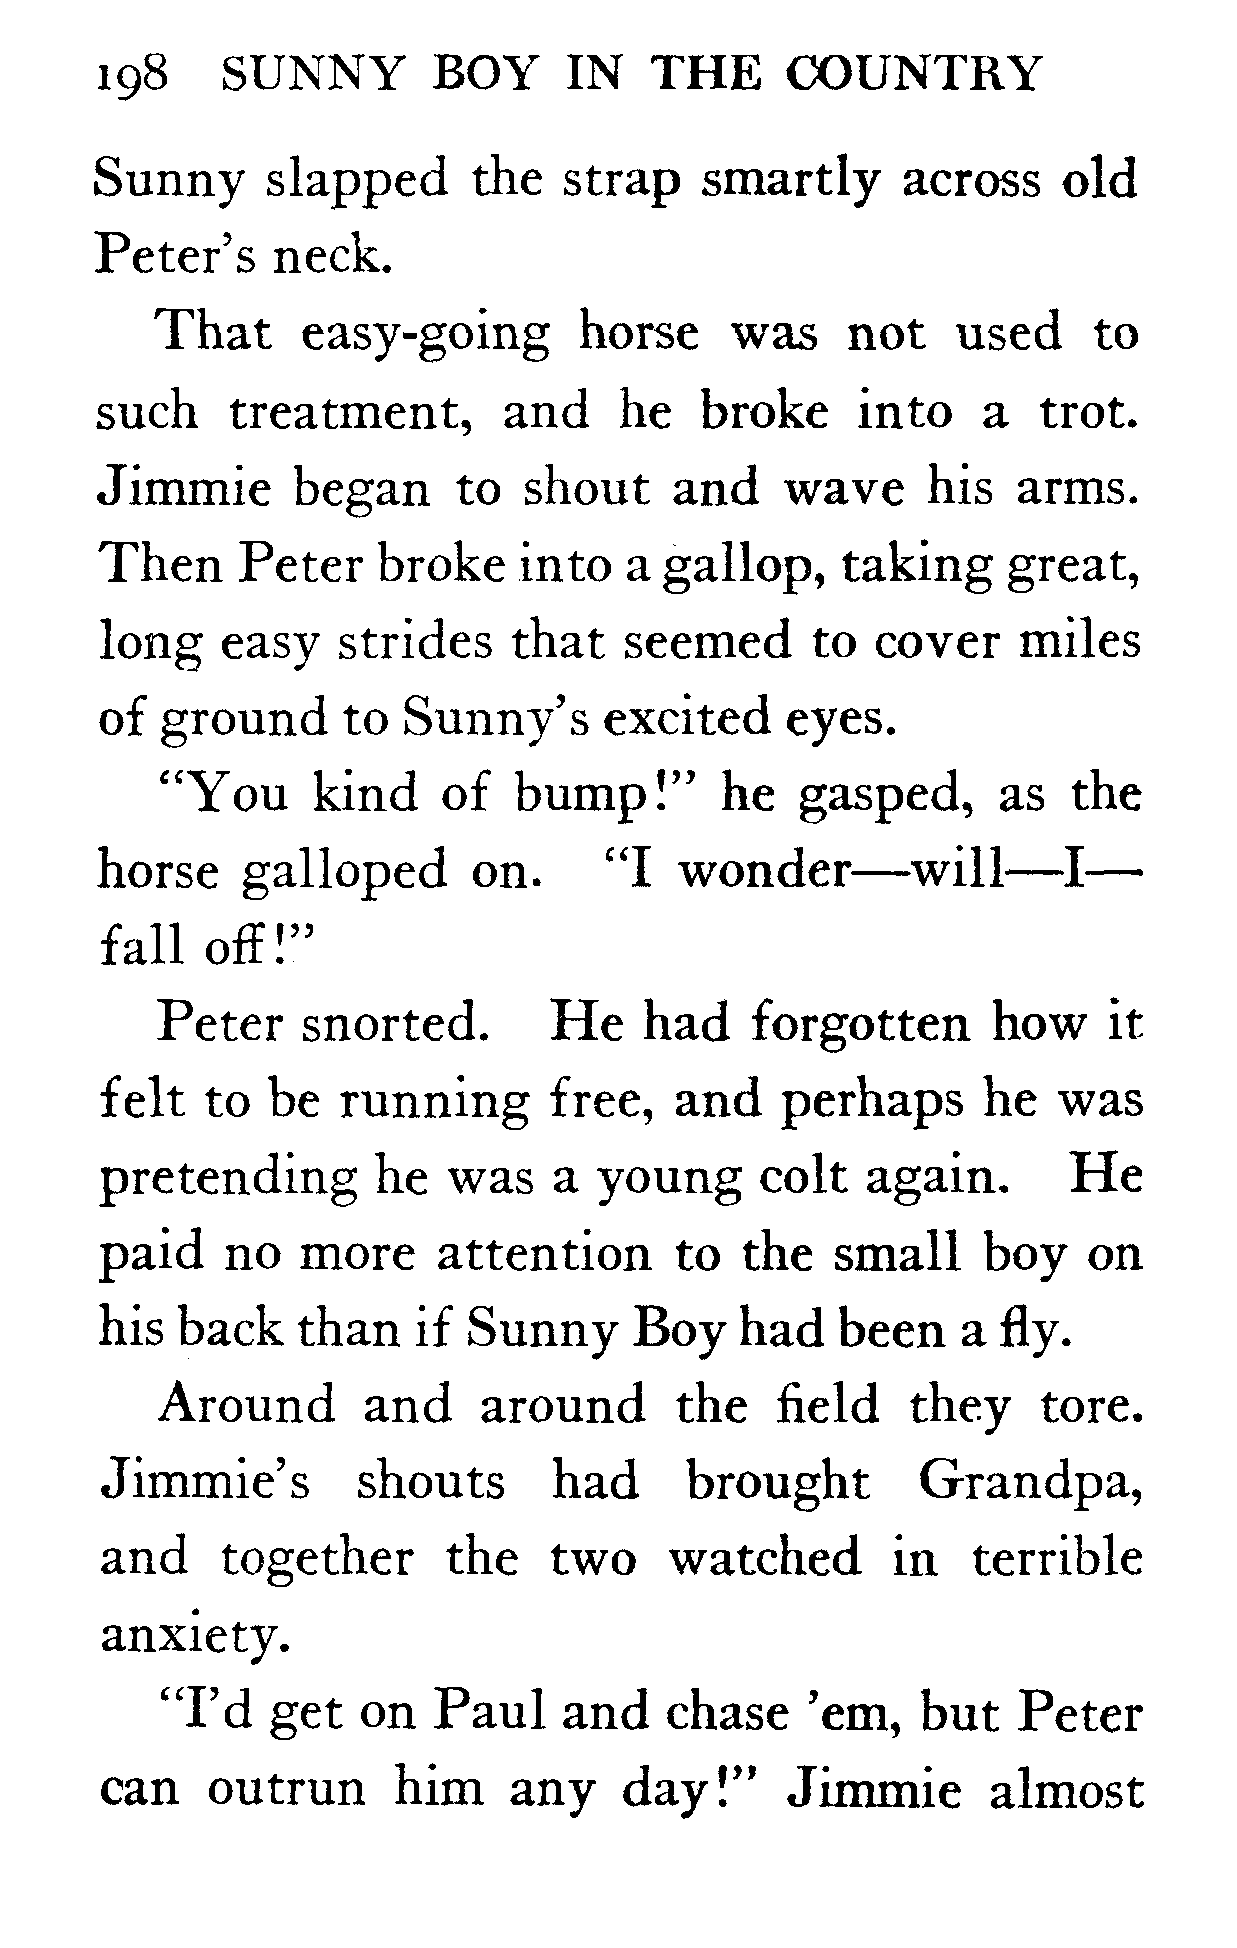 198 SUNNY BOY IN THE COUNTRY
Sunny slapped the strap smartly across old
Peter's neck.
That easy-going horse was not used to
such treatment, and he broke into a trot.
Jimmie began to shout and wave his arms.
Then Peter broke into a gallop, taking great,
long easy strides that seemed to cover miles
of ground to Sunny's excited eyes.
"You kind of bump!" he gasped, as the
horse galloped on. "I wonder—will—I—
fall off!"
Peter snorted. He had forgotten how it
felt to be running free, and perhaps he was
pretending he was a young colt again. He
paid no more attention to the small boy on
his back than if Sunny Boy had been a fly.
Around and around the field they tore.
Jimmie's shouts had brought Grandpa,
and together the two watched in terrible
anxiety.
"I'd get on Paul and chase 'em, but Peter
can outrun him any day!" Jimmie almost